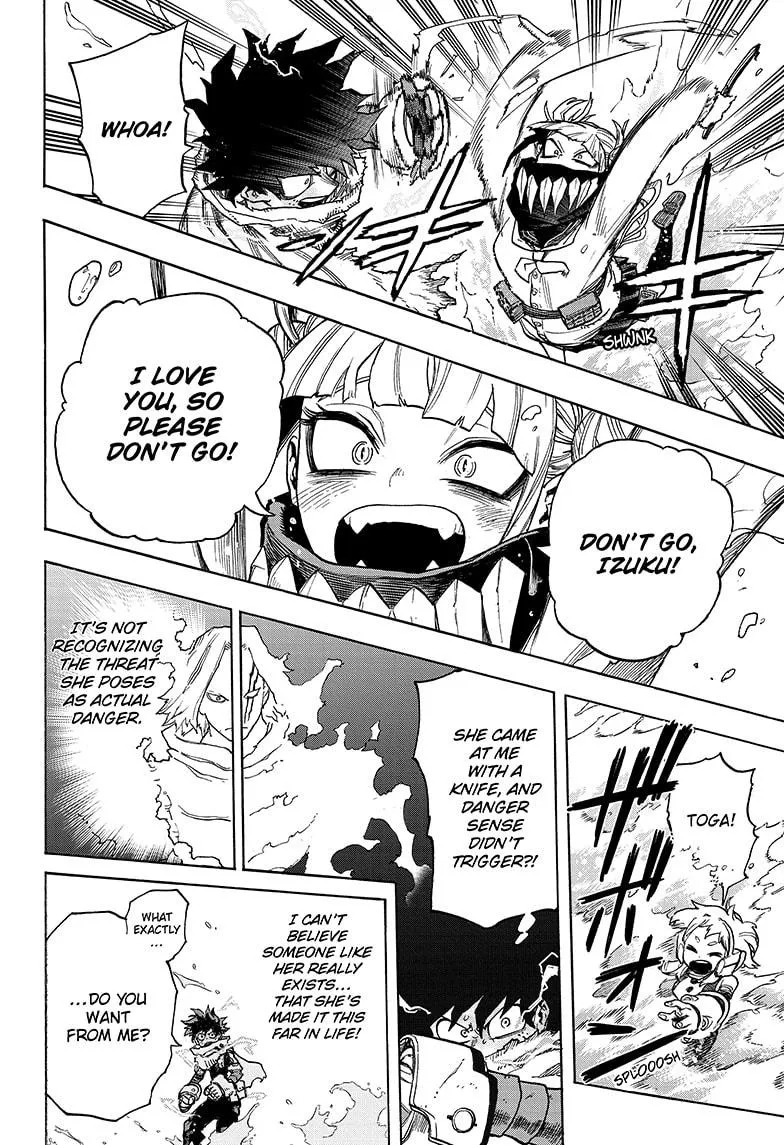 SHWNK
WHOA!
DON'T GO,
IZUKU!
I LOVE
YOU, SO
PLEASE
DON'T GO!
TOGA!
SPLOOOSH
SHE CAME
AT ME
WITH A
KNIFE, AND
DANGER
SENSE
DIDN'T
TRIGGER?!
IT'S NOT
RECOGNIZING
THE THREAT
SHE POSES
AS ACTUAL
DANGER.
I CAN'T
BELIEVE
SOMEONE LIKE
HER REALLY
EXISTS...
THAT SHE'S
MADE IT THIS
FAR IN LIFE!
WHAT
EXACTLY
...
...DO YOU
WANT
FROM ME?